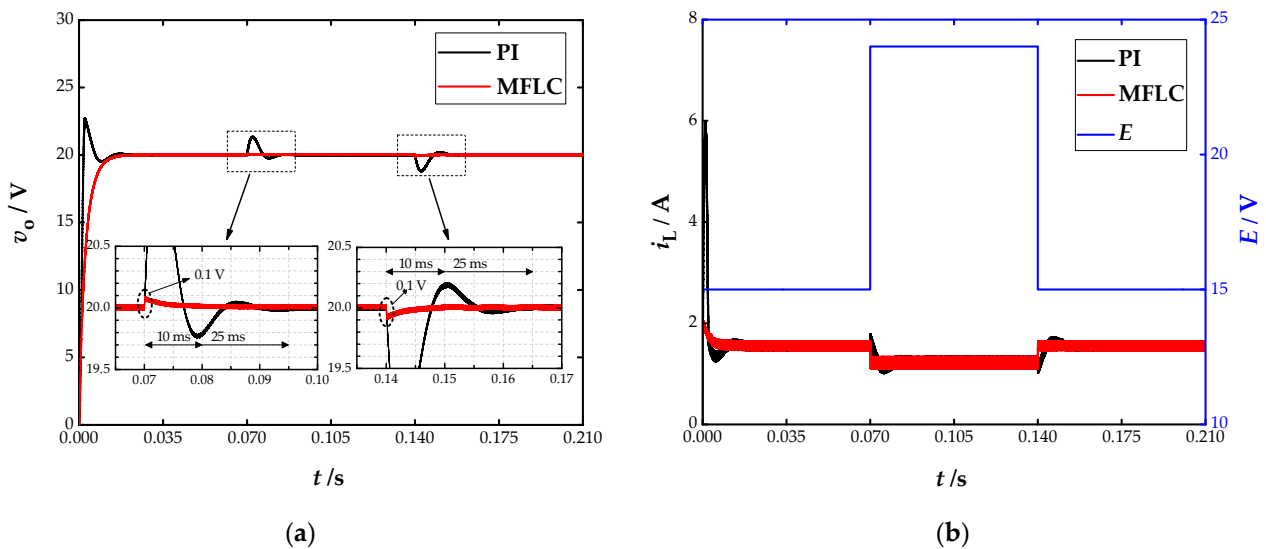 30
25
20
15
10
5
0
v_o / V
PI
MFLC
20.5
20.0
19.5
0.1 V
10 ms
25 ms
0.07
0.08
0.09
0.10
20.5
20.0
19.5
10 ms
25 ms
0.1 V
0.14
0.15
0.16
0.17
0.000
0.035
0.070
0.105
0.140
0.175
0.210
t /s
(a)
8
6
4
2
0
i_L / A
PI
MFLC
E
25
20
15
10
E / V
0.000
0.035
0.070
0.105
0.140
0.175
0.210
t /s
(b)